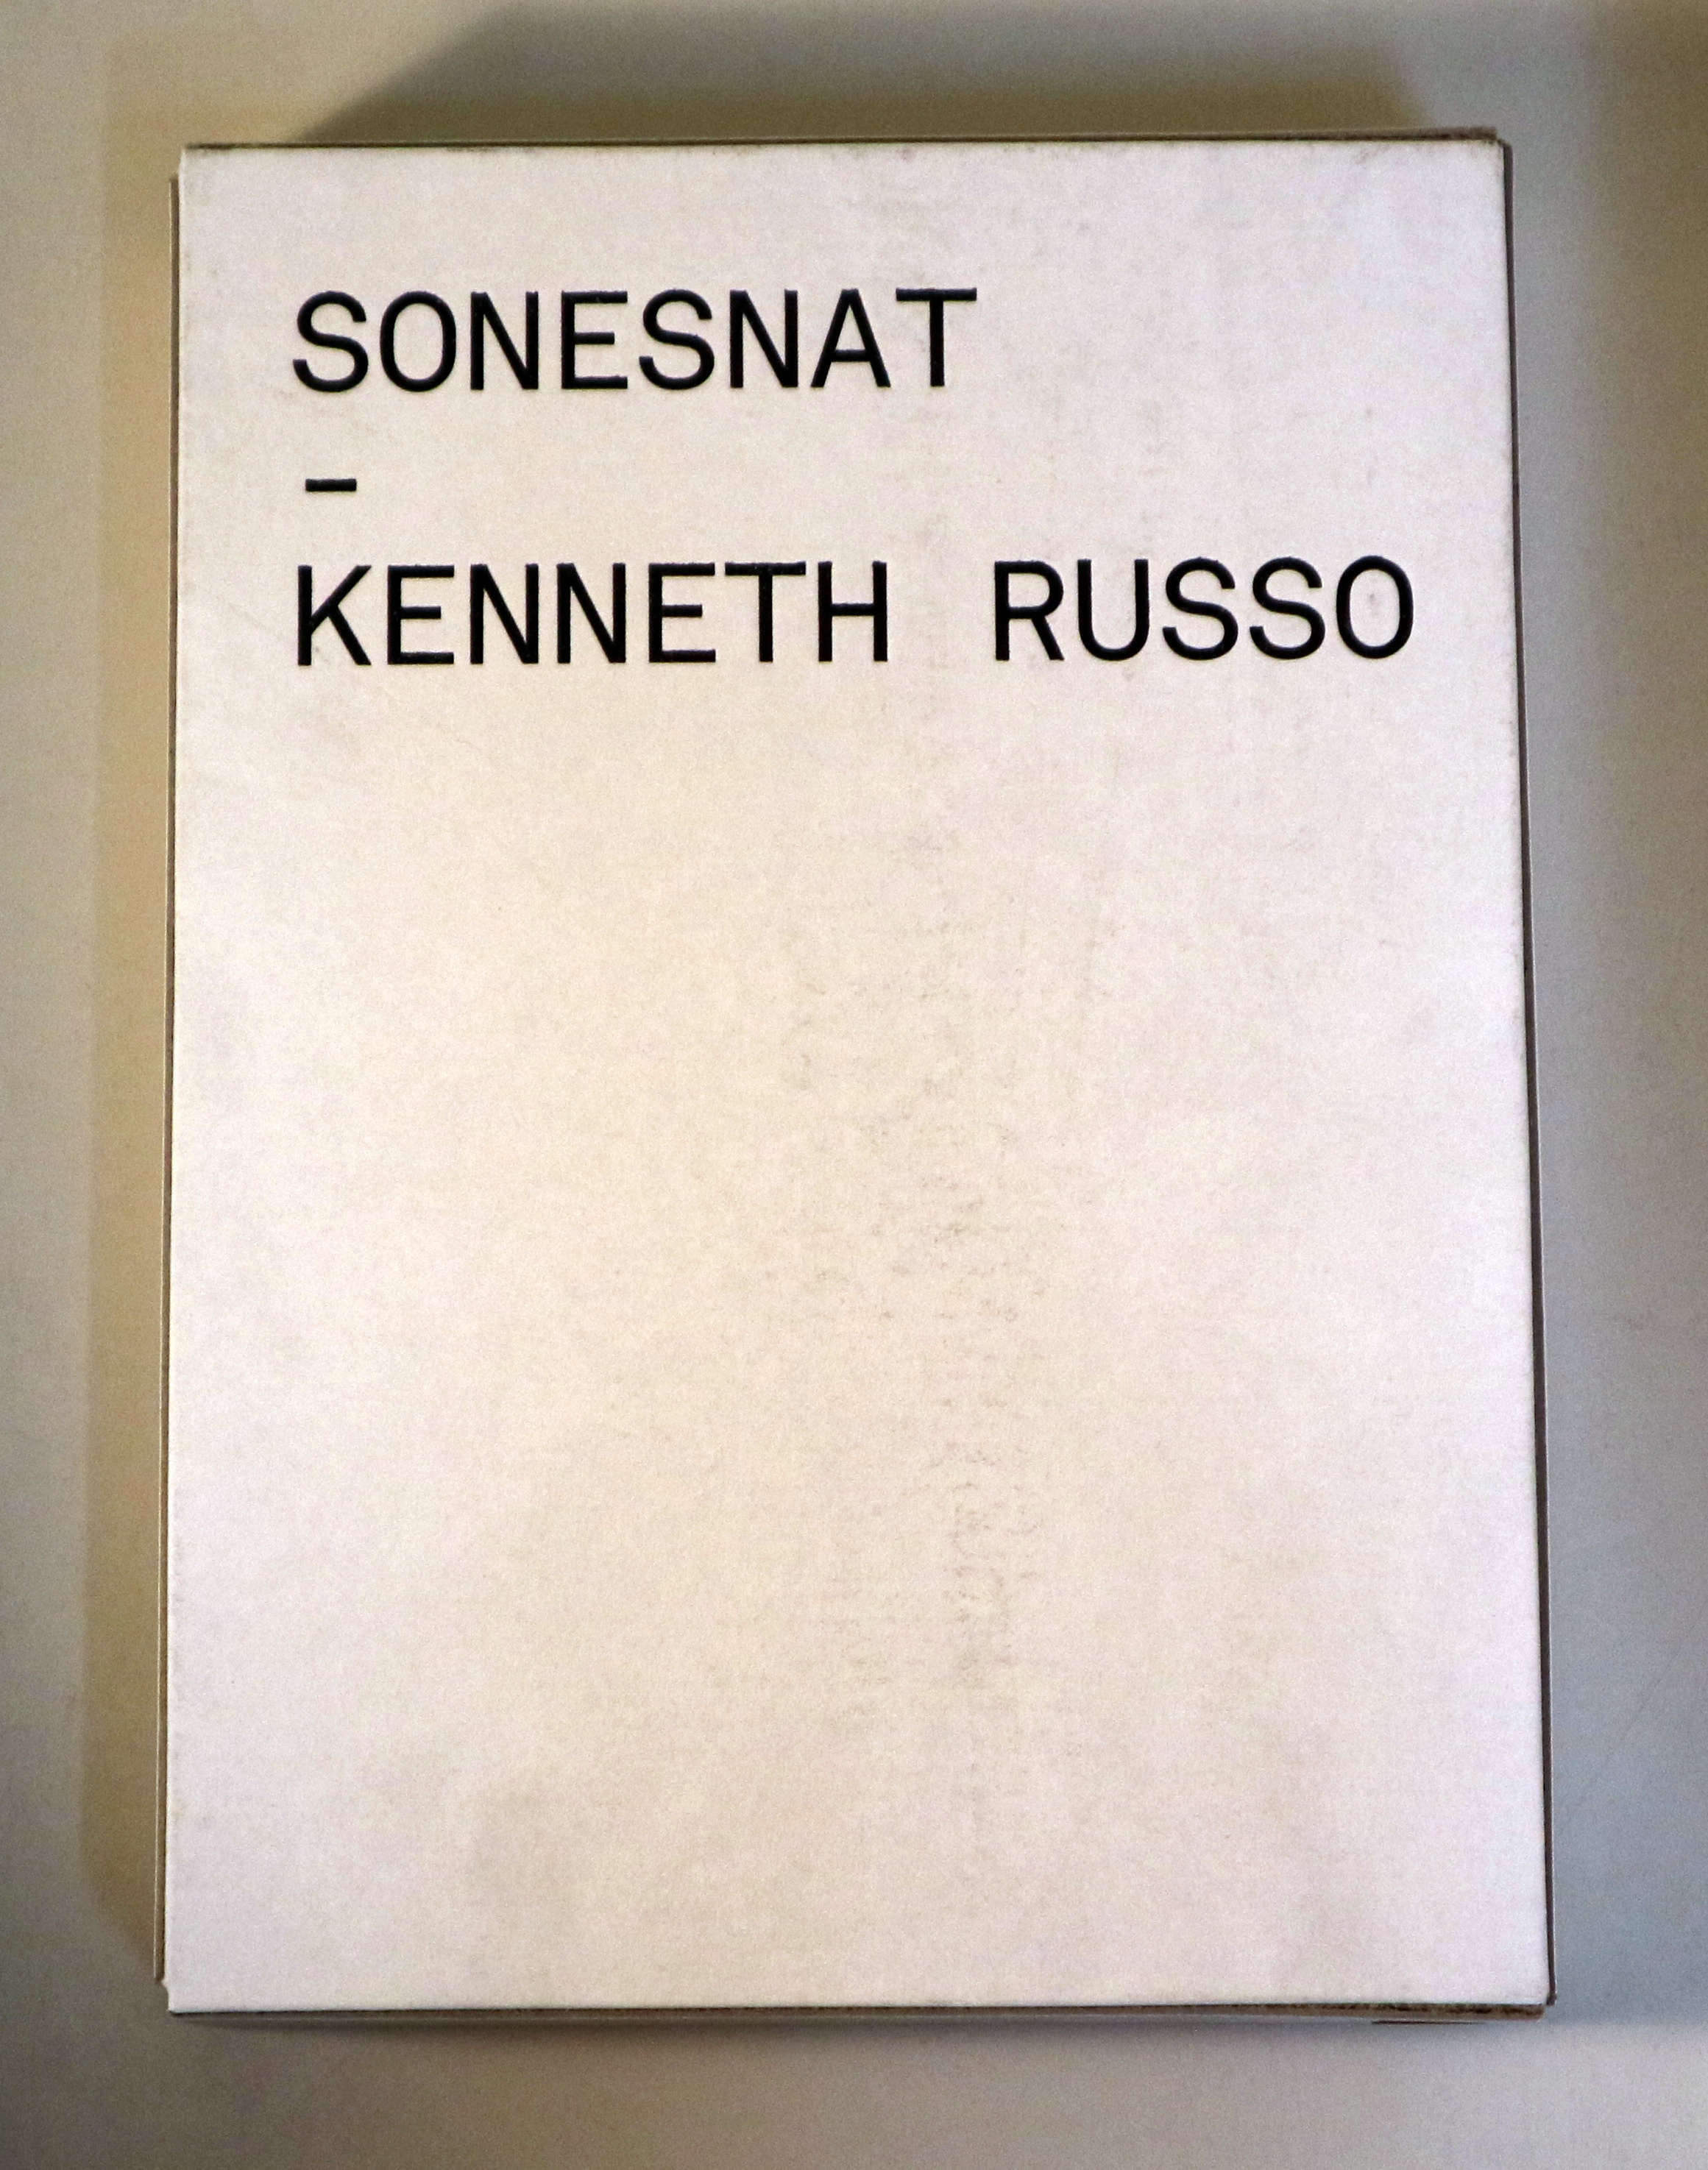 SONESNAT
-
KENNETH RUSSO